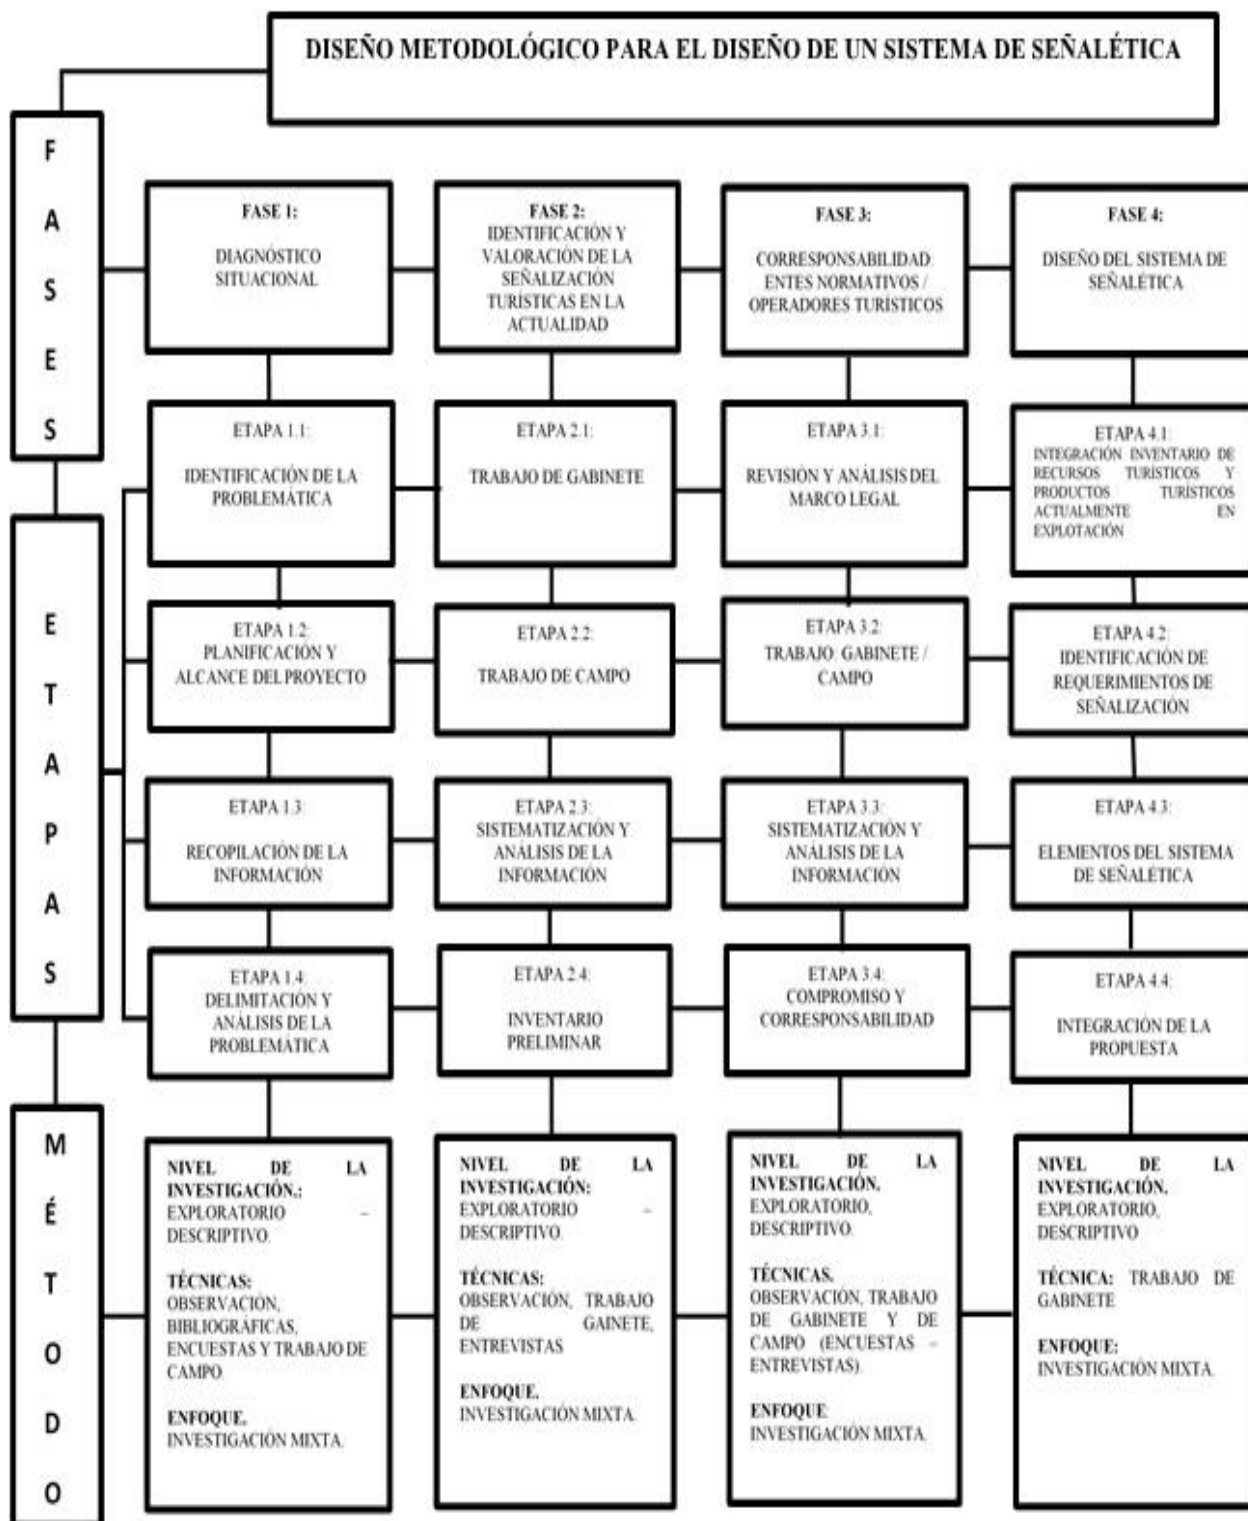 DISEÑO METODOLÓGICO PARA EL DISEÑO DE UN SISTEMA DE SEÑALÉTICA
F
A
S
E
S
FASE 1:
DIAGNÓSTICO
SITUACIONAL
FASE 2:
IDENTIFICACIÓN Y
VALORACIÓN DE LA
SEÑALIZACIÓN
TURÍSTICAS EN LA
ACTUALIDAD
FASE 3:
CORRESPONSABILIDAD:
ENTES NORMATIVOS /
OPERADORES TURÍSTICOS
FASE 4:
DISEÑO DEL SISTEMA DE
SEÑALÉTICA
E
T
A
P
A
S
ETAPA 1.1:
IDENTIFICACIÓN DE LA
PROBLEMÁTICA
ETAPA 2.1:
TRABAJO DE GABINETE
ETAPA 3.1:
REVISIÓN Y ANÁLISIS DEL
MARCO LEGAL
ETAPA 4.1:
INTEGRACIÓN INVENTARIO DE
RECURSOS TURÍSTICOS Y
PRODUCTOS TURÍSTICOS
ACTUALMENTE EN
EXPLOTACIÓN
ETAPA 1.2:
PLANIFICACIÓN Y
ALCANCE DEL PROYECTO
ETAPA 2.2:
TRABAJO DE CAMPO
ETAPA 3.2:
TRABAJO: GABINETE /
CAMPO
ETAPA 4.2:
IDENTIFICACIÓN DE
REQUERIMIENTOS DE
SEÑALIZACIÓN
ETAPA 1.3:
RECOPILACIÓN DE LA
INFORMACIÓN
ETAPA 2.3:
SISTEMATIZACIÓN Y
ANÁLISIS DE LA
INFORMACIÓN
ETAPA 3.3:
SISTEMATIZACIÓN Y
ANÁLISIS DE LA
INFORMACIÓN
ETAPA 4.3:
ELEMENTOS DEL SISTEMA
DE SEÑALÉTICA
ETAPA 1.4:
DELIMITACIÓN Y
ANÁLISIS DE LA
PROBLEMÁTICA
ETAPA 2.4:
INVENTARIO
PRELIMINAR
ETAPA 3.4:
COMPROMISO Y
CORRESPONSABILIDAD
ETAPA 4.4:
INTEGRACIÓN DE LA
PROPUESTA
M
É
T
O
D
O
NIVEL DE LA
INVESTIGACIÓN.:
EXPLORATORIO –
DESCRIPTIVO.
TÉCNICAS:
OBSERVACIÓN,
BIBLIOGRÁFICAS,
ENCUESTAS Y TRABAJO DE
CAMPO.
ENFOQUE.
INVESTIGACIÓN MIXTA.
NIVEL DE LA
INVESTIGACIÓN:
EXPLORATORIO –
DESCRIPTIVO.
TÉCNICAS:
OBSERVACIÓN, TRABAJO
DE GAINETE,
ENTREVISTAS
ENFOQUE.
INVESTIGACIÓN MIXTA.
NIVEL DE LA
INVESTIGACIÓN.
EXPLORATORIO,
DESCRIPTIVO.
TÉCNICAS.
OBSERVACIÓN, TRABAJO
DE GABINETE Y DE
CAMPO (ENCUESTAS –
ENTREVISTAS).
ENFOQUE
INVESTIGACIÓN MIXTA.
NIVEL DE LA
INVESTIGACIÓN.
EXPLORATORIO,
DESCRIPTIVO
TÉCNICA: TRABAJO DE
GABINETE
ENFOQUE:
INVESTIGACIÓN MIXTA.